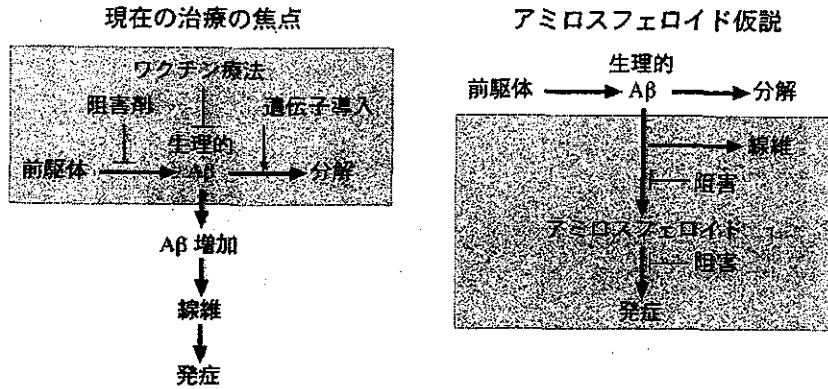 現在の治療の焦点
ワクチン療法
阻害剤
遺伝子導入
生理的
前駆体
Aβ
分解
Aβ 増加
線維
発症
アミロスフェロイド仮説
生理的
前駆体
Aβ
分解
線維
阻害
アミロスフェロイド
阻害
発症